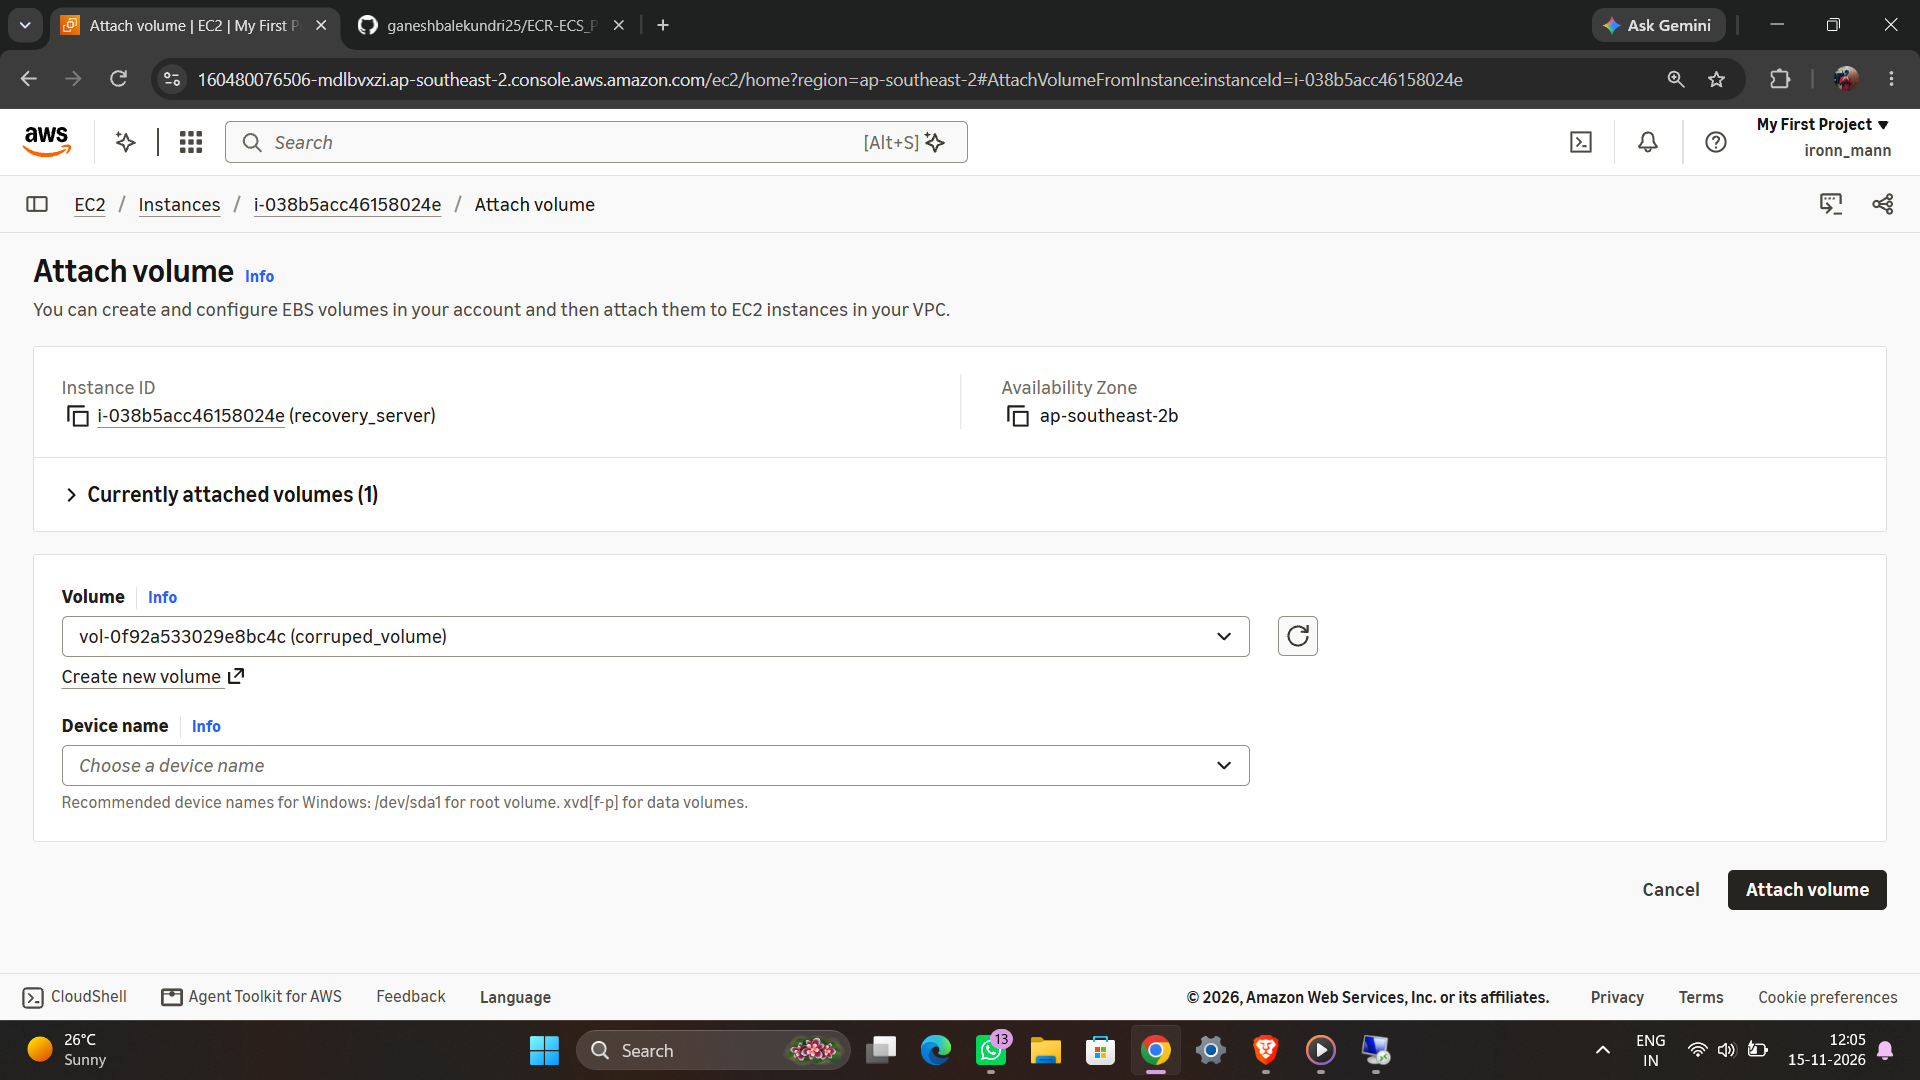 Attach volume | EC2 | My First P
ganeshbalekundri25/ECR-ECS_P
Ask Gemini
160480076506-mdlbvxzi.ap-southeast-2.console.aws.amazon.com/ec2/home?region=ap-southeast-2#AttachVolumeFromInstance:instanceId=i-038b5acc46158024e
aws
Search
[Alt+S]
My First Project
ironn_mann
EC2 / Instances / i-038b5acc46158024e / Attach volume
Attach volume Info
You can create and configure EBS volumes in your account and then attach them to EC2 instances in your VPC.
Instance ID
i-038b5acc46158024e (recovery_server)
Availability Zone
ap-southeast-2b
Currently attached volumes (1)
Volume Info
vol-0f92a533029e8bc4c (corruped_volume)
Create new volume
Device name Info
Choose a device name
Recommended device names for Windows: /dev/sda1 for root volume. xvd[f-p] for data volumes.
Cancel
Attach volume
CloudShell
Agent Toolkit for AWS
Feedback
Language
© 2026, Amazon Web Services, Inc. or its affiliates.
Privacy
Terms
Cookie preferences
26°C
Sunny
Search
13
ENG
IN
12:05
15-11-2026